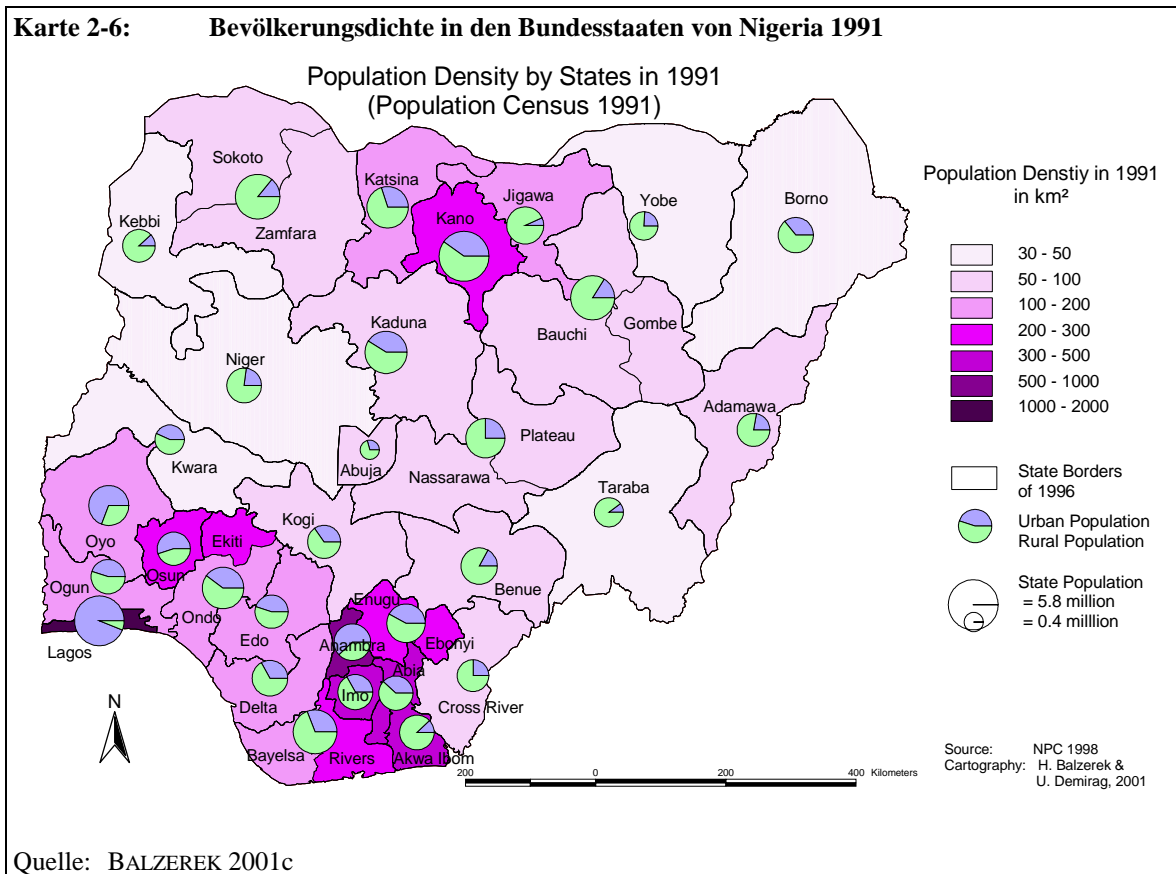 Karte 2-6: Bevölkerungsdichte in den Bundesstaaten von Nigeria 1991
Population Density by States in 1991
(Population Census 1991)
Sokoto
Katsina
Jigawa
Yobe
Borno
Kebbi
Zamfara
Kano
Kaduna
Bauchi
Gombe
Niger
Adamawa
Kwara
Abuja
Plateau
Nassarawa
Taraba
Oyo
Kogi
Osun
Ekiti
Benue
Ogun
Ondo
Enugu
Edo
Anambra
Ebonyi
Lagos
Abia
Imo
Delta
Cross River
Bayelsa
Rivers
Akwa Ibom
N
200 0 200 400 Kilometers
Population Denstiy in 1991
in km²
30 - 50
50 - 100
100 - 200
200 - 300
300 - 500
500 - 1000
1000 - 2000
State Borders
of 1996
Urban Population
Rural Population
State Population
= 5.8 million
= 0.4 milllion
Source: NPC 1998
Cartography: H. Balzerek &
U. Demirag, 2001
Quelle: BALZEREK 2001c